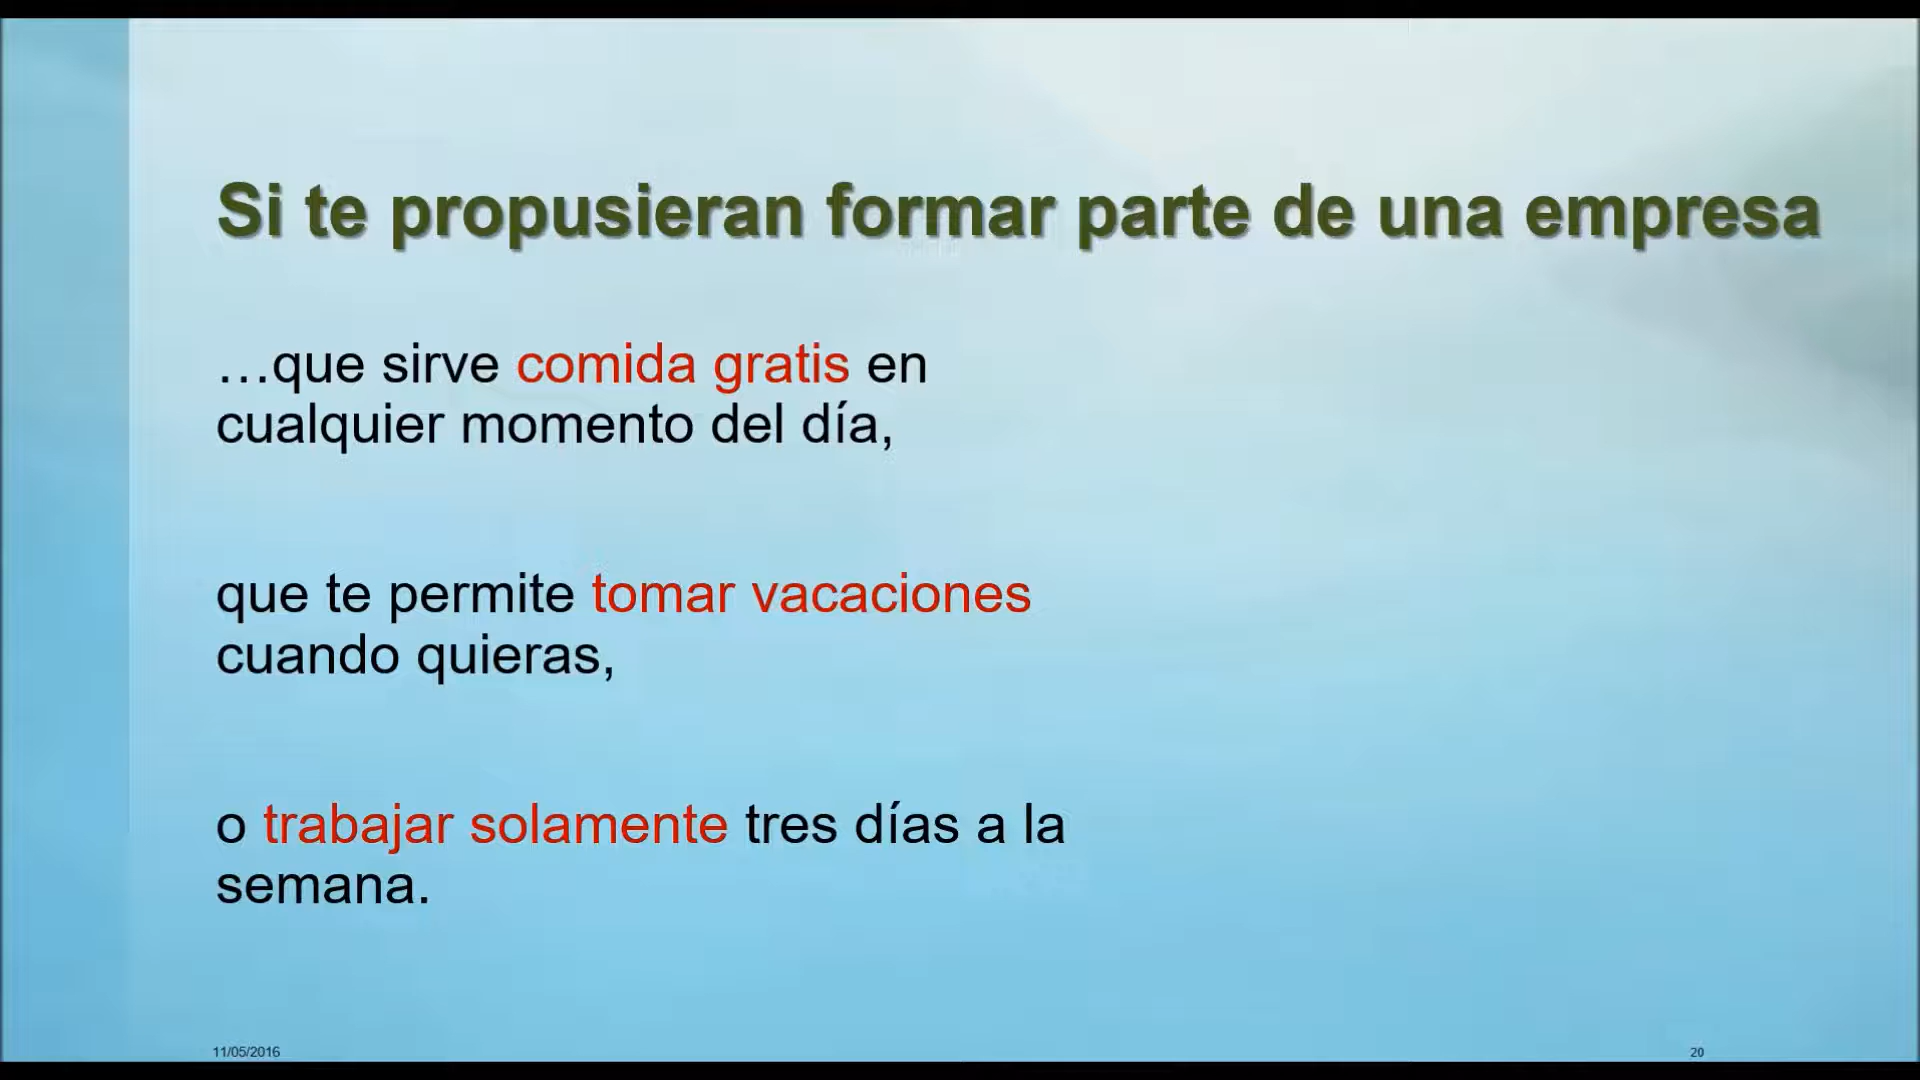 Si te propusieran formar parte de una empresa
…que sirve comida gratis en
cualquier momento del día,
que te permite tomar vacaciones
cuando quieras,
o trabajar solamente tres días a la
semana.
11/05/2016
20